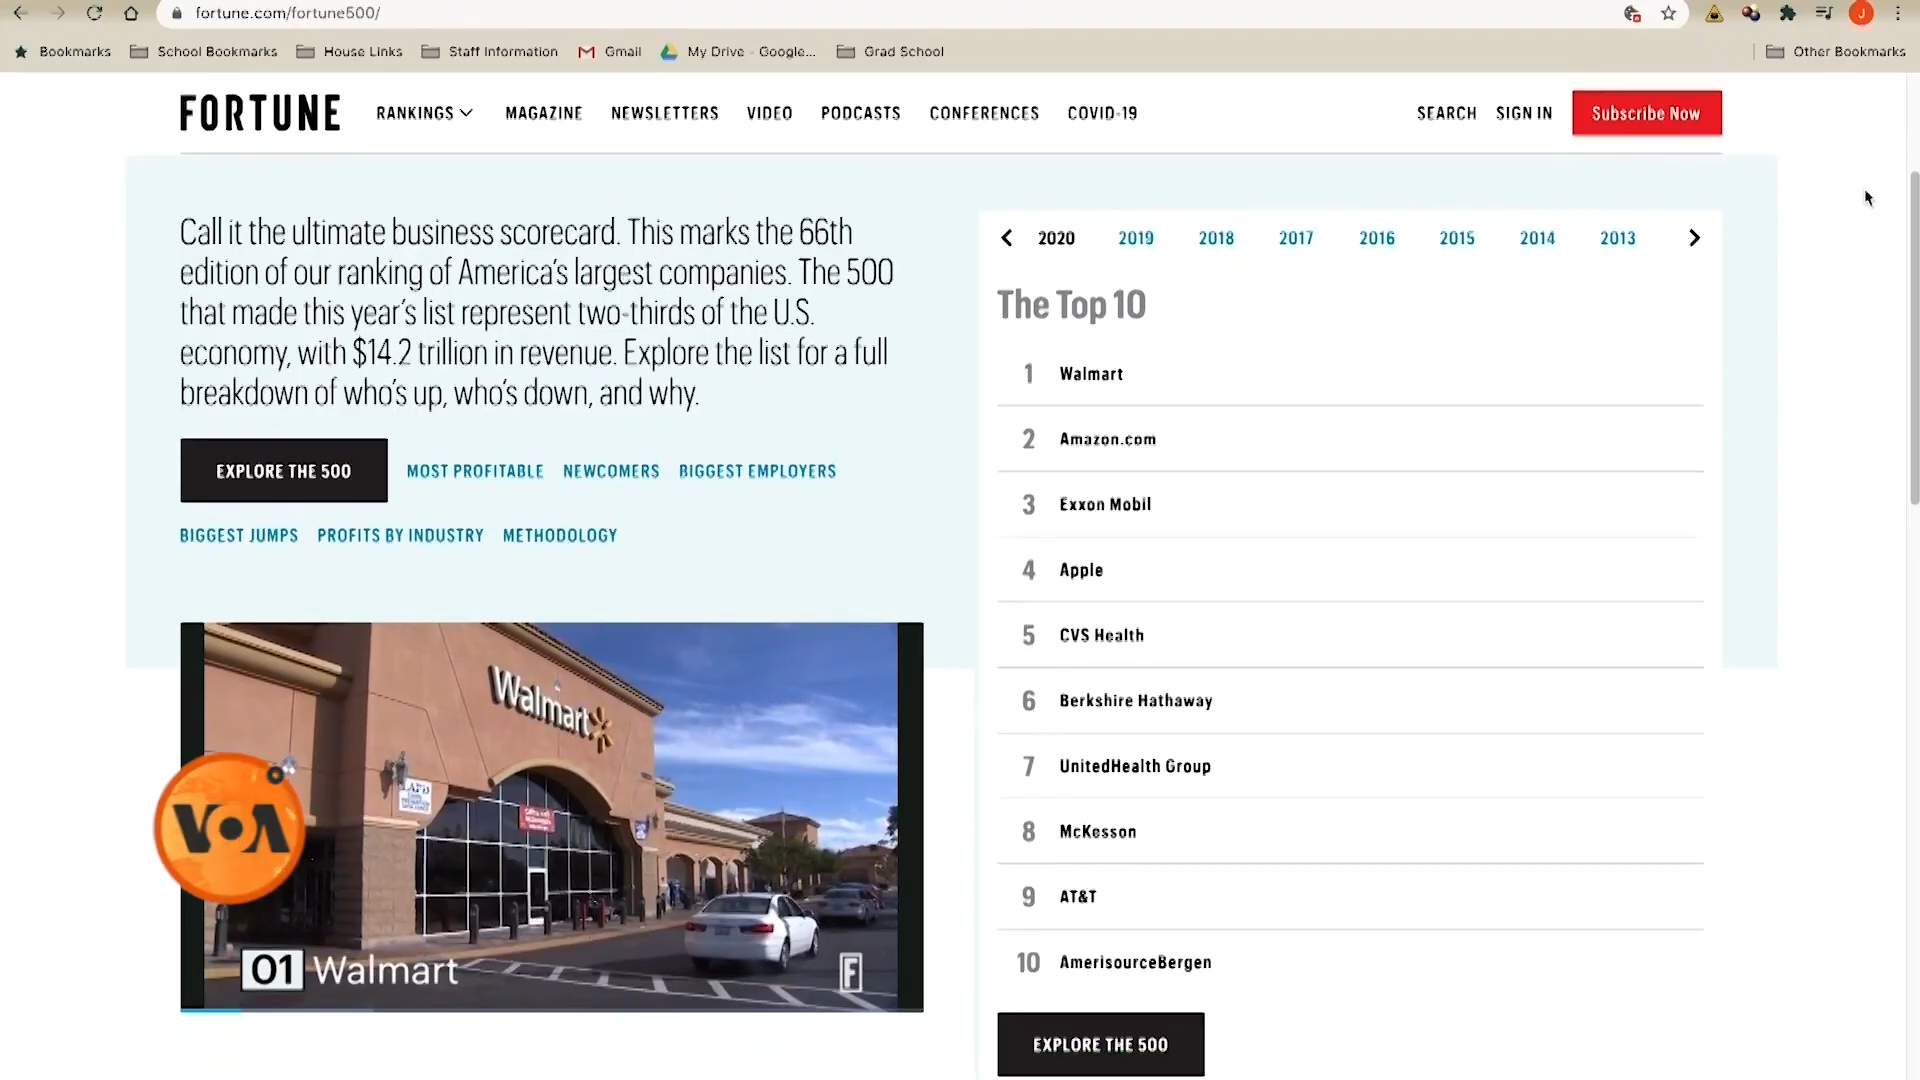 fortune.com/fortune500/
J
Bookmarks School Bookmarks House Links Staff Information Gmail My Drive - Google... Grad School Other Bookmarks
FORTUNE RANKINGS MAGAZINE NEWSLETTERS VIDEO PODCASTS CONFERENCES COVID-19 SEARCH SIGN IN Subscribe Now
Call it the ultimate business scorecard. This marks the 66th
edition of our ranking of America's largest companies. The 500
that made this year's list represent two-thirds of the U.S.
economy, with $14.2 trillion in revenue. Explore the list for a full
breakdown of who's up, who's down, and why.
EXPLORE THE 500 MOST PROFITABLE NEWCOMERS BIGGEST EMPLOYERS
BIGGEST JUMPS PROFITS BY INDUSTRY METHODOLOGY
Walmart
VOA
01 Walmart
F
2020 2019 2018 2017 2016 2015 2014 2013
The Top 10
1 Walmart
2 Amazon.com
3 Exxon Mobil
4 Apple
5 CVS Health
6 Berkshire Hathaway
7 UnitedHealth Group
8 McKesson
9 AT&T
10 AmerisourceBergen
EXPLORE THE 500